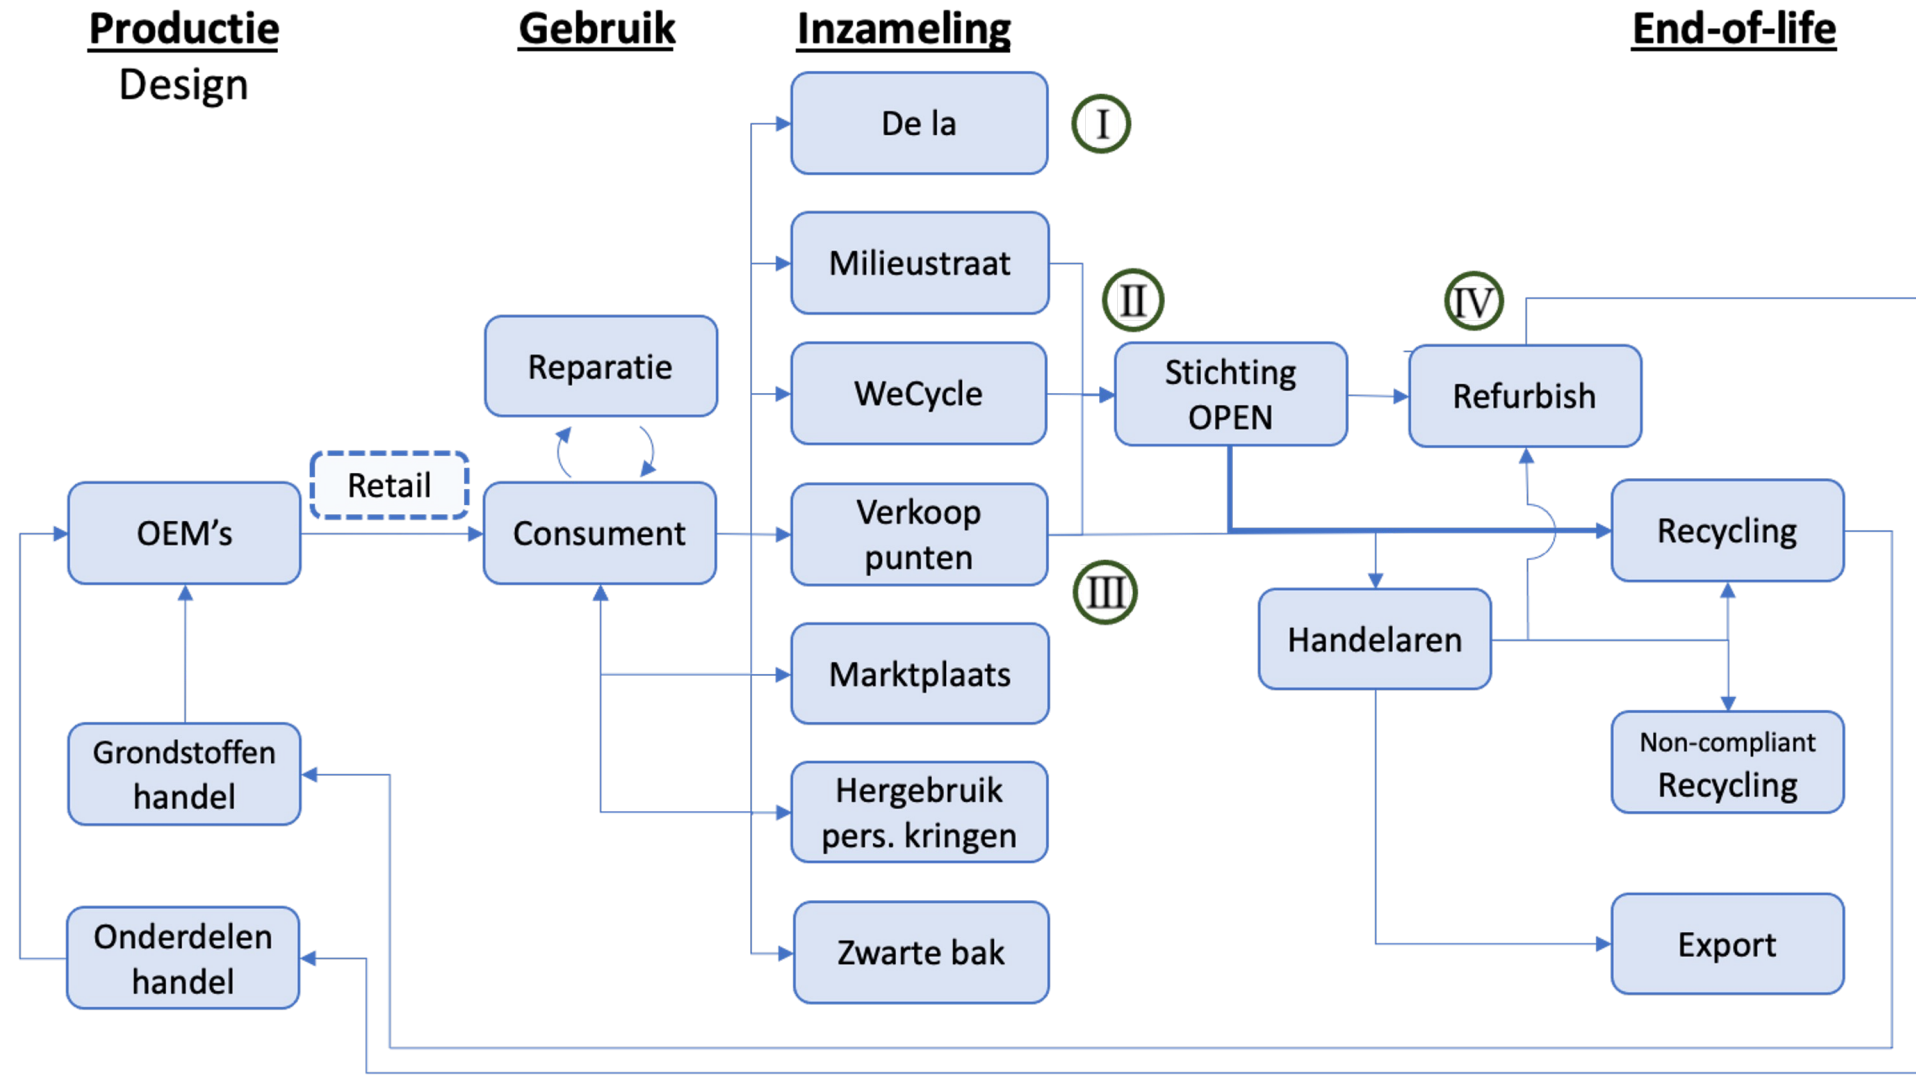 Productie
Design
Gebruik
Inzameling
End-of-life
De la
I
Milieustraat
II
IV
Reparatie
WeCycle
Stichting
OPEN
Refurbish
Retail
OEM's
Consument
Verkoop
punten
Recycling
III
Handelaren
Marktplaats
Grondstoffen
handel
Non-compliant
Recycling
Hergebruik
pers. kringen
Onderdelen
handel
Zwarte bak
Export